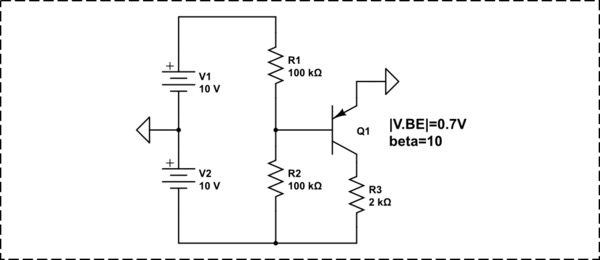 R1
100 kΩ
+
V1
10 V
Q1
|V.BE|=0.7V
beta=10
+
V2
10 V
R2
100 kΩ
R3
2 kΩ